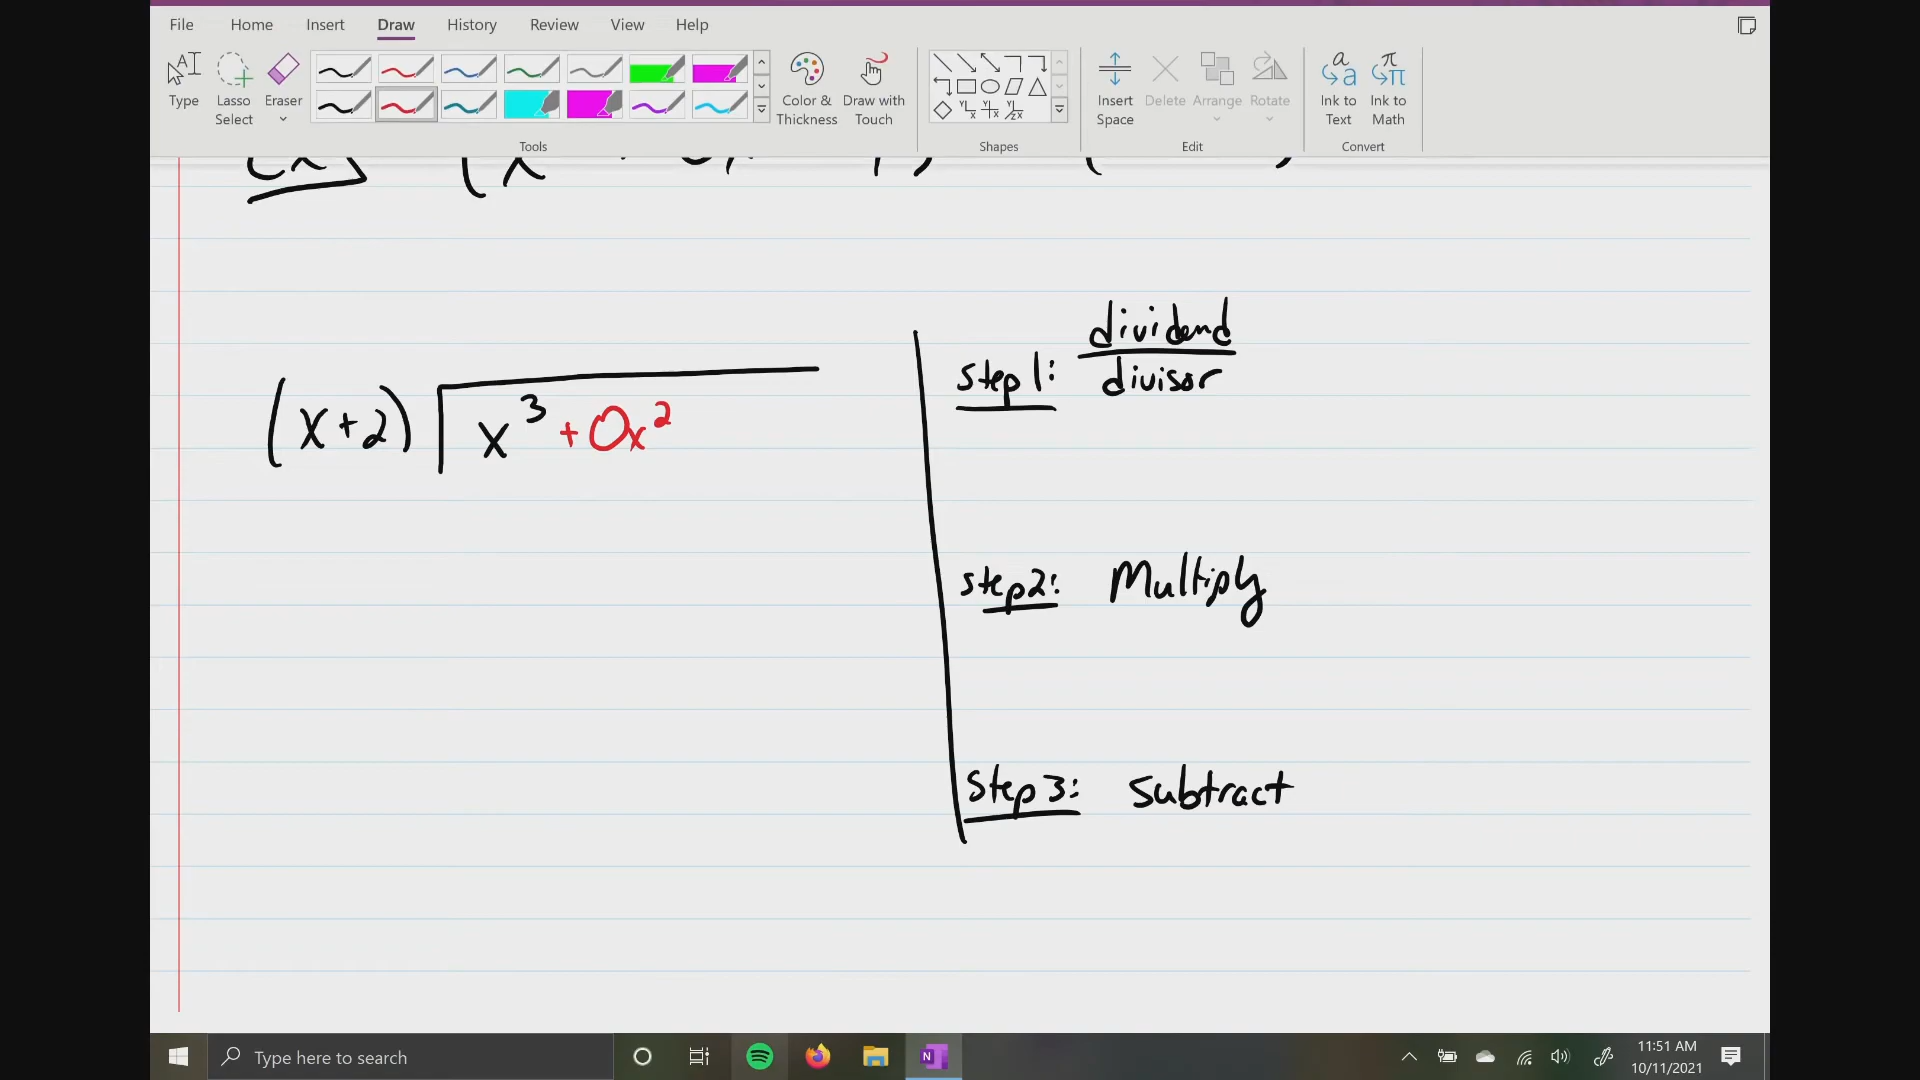 File Home Insert Draw History Review View Help
Type Lasso Select Eraser Color & Thickness Draw with Touch Insert Space Delete Arrange Rotate Ink to Text Ink to Math
Tools Shapes Edit Convert
(x+2) x³ +0x²
step 1: dividend
divisor
step 2: Multiply
step 3: subtract
Type here to search
11:51 AM
10/11/2021